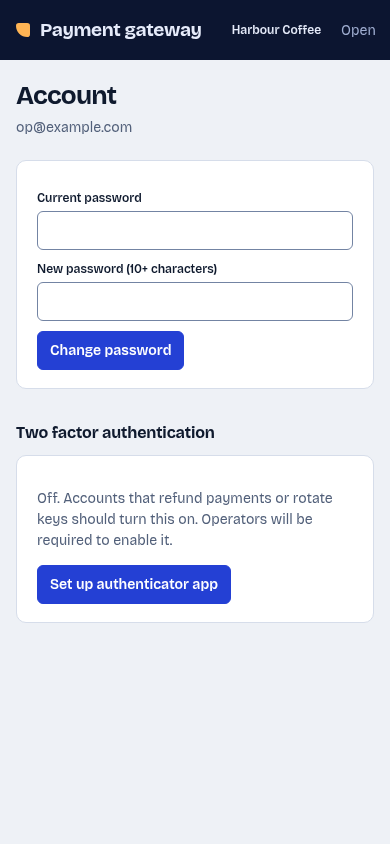 Payment gateway
Harbour Coffee
Open
Account
op@example.com
Current password
New password (10+ characters)
Change password
Two factor authentication
Off. Accounts that refund payments or rotate
keys should turn this on. Operators will be
required to enable it.
Set up authenticator app